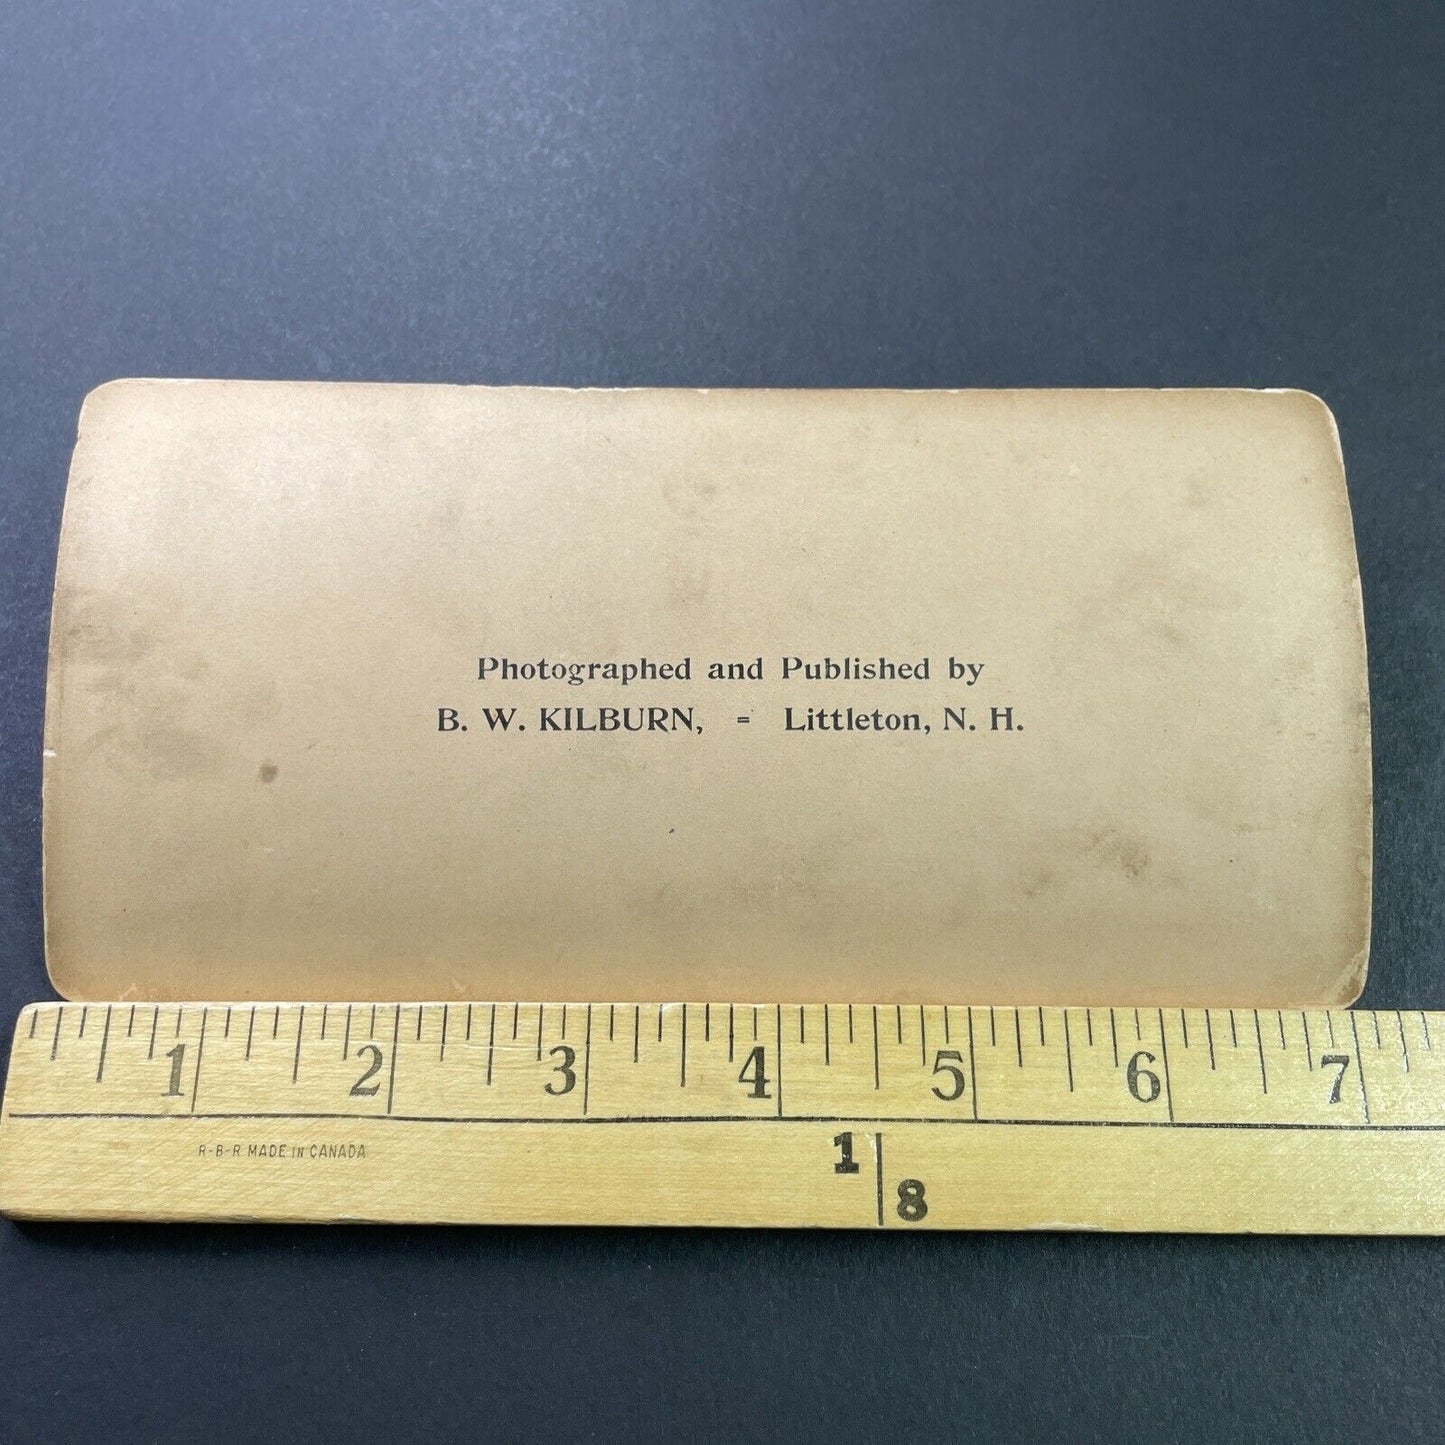 Photographed and Published by
B. W. KILBURN, = Littleton, N. H.
1 2 3 4 5 6 7
R-B-R MADE IN CANADA
1
8